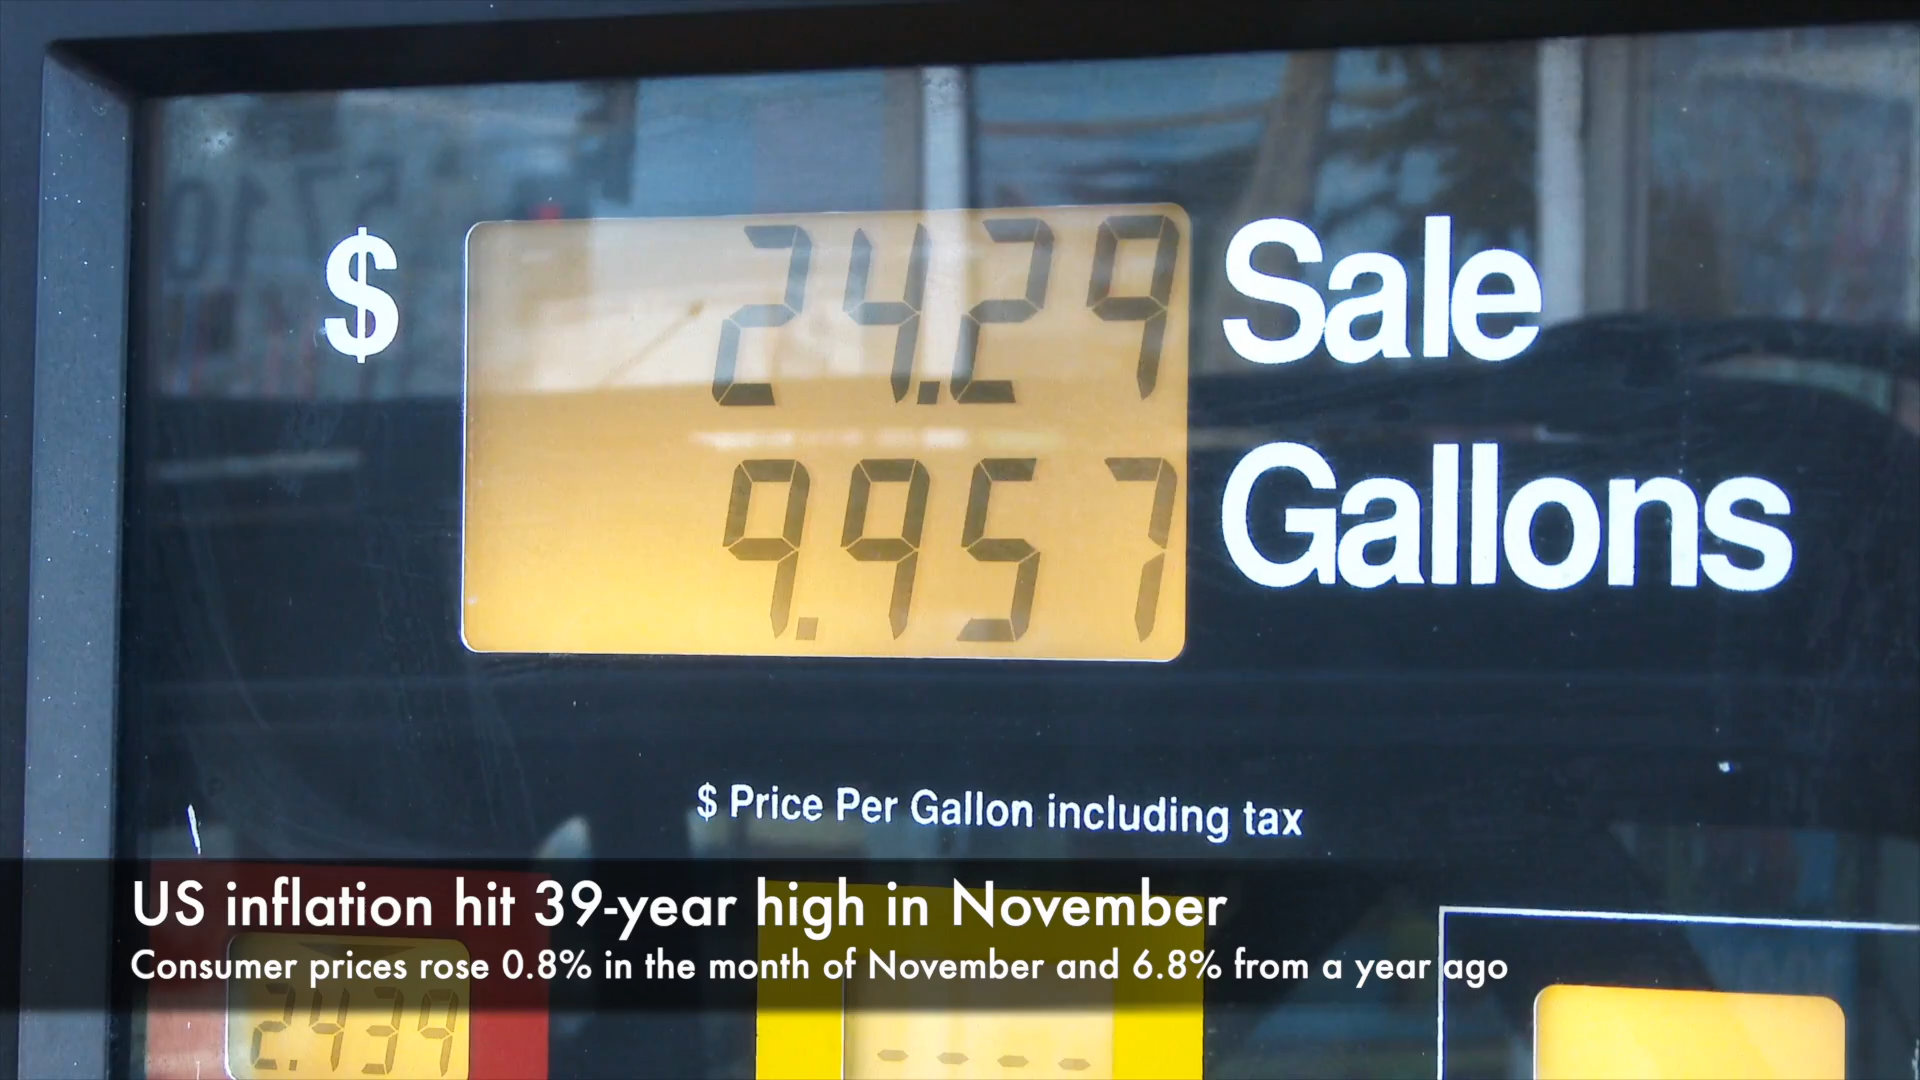 $ 24.29 Sale
9.957 Gallons
$ Price Per Gallon including tax
US inflation hit 39-year high in November
Consumer prices rose 0.8% in the month of November and 6.8% from a year ago
2.439
- - - -